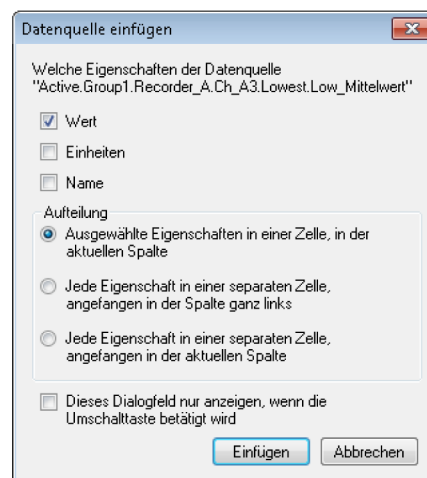 Datenquelle einfügen
Welche Eigenschaften der Datenquelle
"Active.Group1.Recorder_A.Ch_A3.Lowest.Low_Mittelwert"
Wert
Einheiten
Name
Aufteilung
Ausgewählte Eigenschaften in einer Zelle, in der
aktuellen Spalte
Jede Eigenschaft in einer separaten Zelle,
angefangen in der Spalte ganz links
Jede Eigenschaft in einer separaten Zelle,
angefangen in der aktuellen Spalte
Dieses Dialogfeld nur anzeigen, wenn die
Umschalttaste betätigt wird
Einfügen Abbrechen